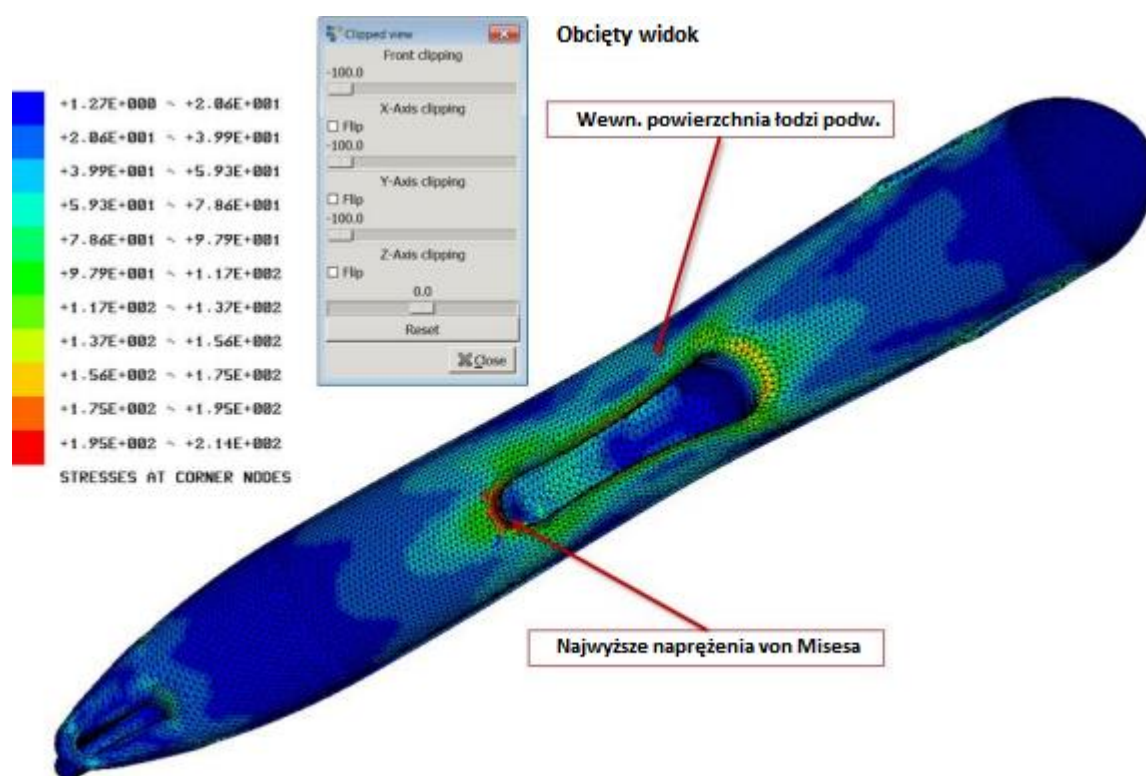 Clipped view
Obcięty widok
Front clipping
-100.0
X-Axis clipping
Flip
-100.0
Y-Axis clipping
Flip
-100.0
Z-Axis clipping
Flip
0.0
Reset
Close
+1.27E+000 ~ +2.06E+001
+2.06E+001 ~ +3.99E+001
+3.99E+001 ~ +5.93E+001
+5.93E+001 ~ +7.86E+001
+7.86E+001 ~ +9.79E+001
+9.79E+001 ~ +1.17E+002
+1.17E+002 ~ +1.37E+002
+1.37E+002 ~ +1.56E+002
+1.56E+002 ~ +1.75E+002
+1.75E+002 ~ +1.95E+002
+1.95E+002 ~ +2.14E+002
STRESSES AT CORNER NODES
Wewn. powierzchnia łodzi podw.
Najwyższe naprężenia von Misesa